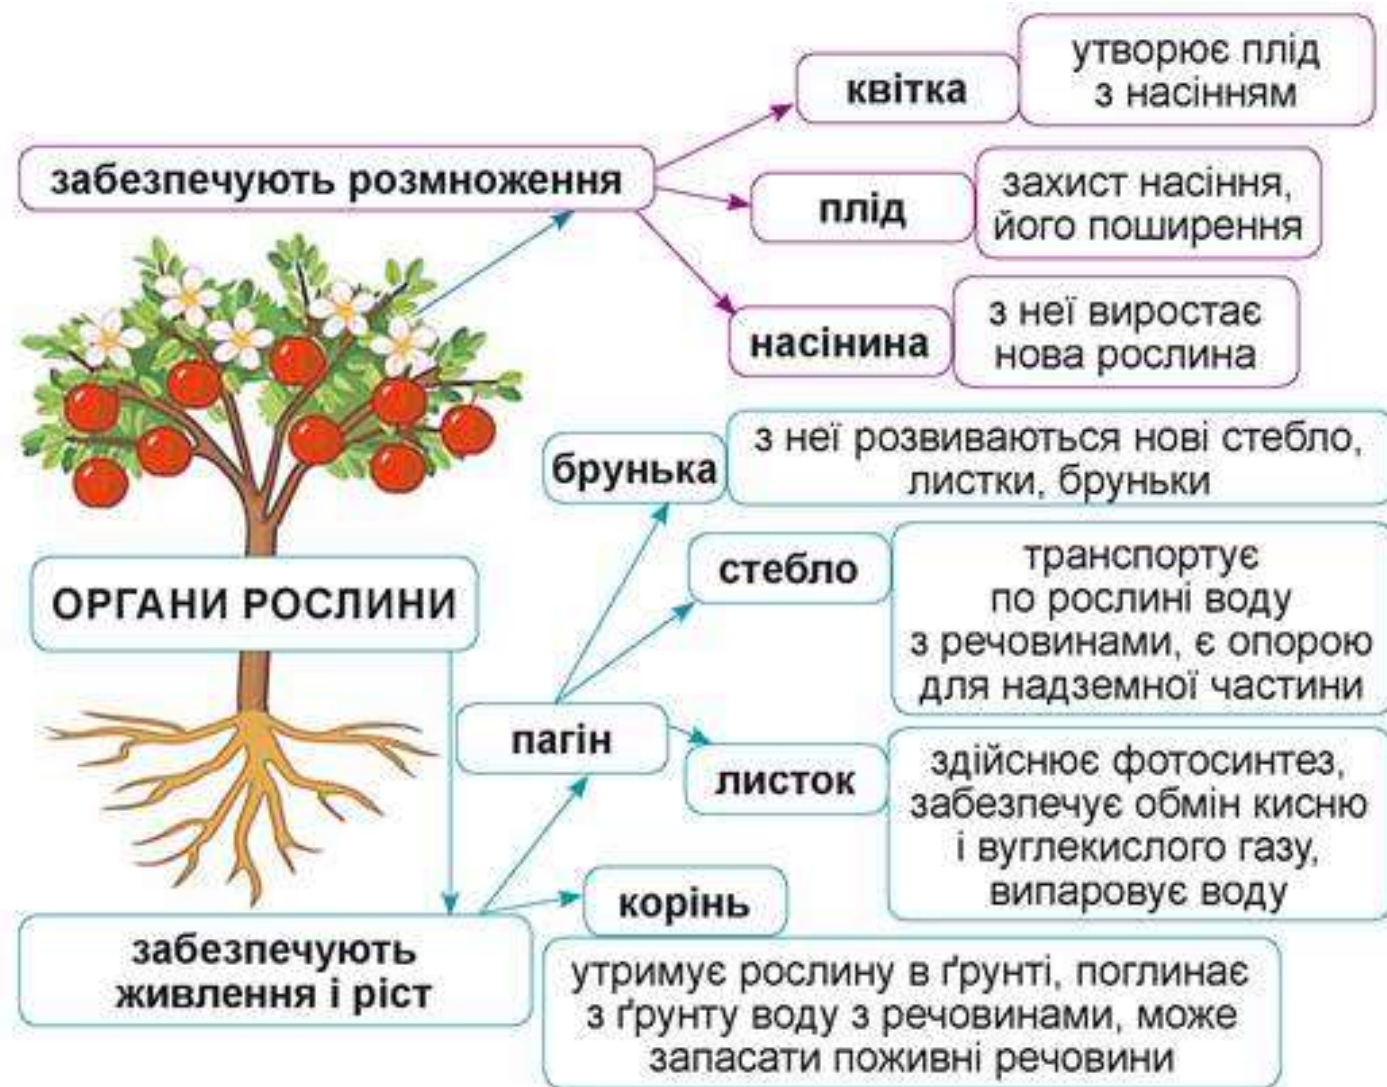 квітка
утворює плід
з насінням
забезпечують розмноження
плід
захист насіння,
його поширення
насінина
з неї виростає
нова рослина
брунька
з неї розвиваються нові стебло,
листки, бруньки
стебло
транспортує
по рослині воду
з речовинами, є опорою
для надземної частини
ОРГАНИ РОСЛИНИ
пагін
листок
здійснює фотосинтез,
забезпечує обмін кисню
і вуглекислого газу,
випаровує воду
корінь
забезпечують
живлення і ріст
утримує рослину в ґрунті, поглинає
з ґрунту воду з речовинами, може
запасати поживні речовини